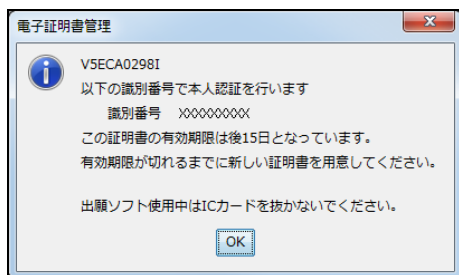 電子証明書管理
V5ECA0298I
以下の識別番号で本人認証を行います
識別番号 XXXXXXXXX
この証明書の有効期限は後15日となっています。
有効期限が切れるまでに新しい証明書を用意してください。
出願ソフト使用中はICカードを抜かないでください。
OK